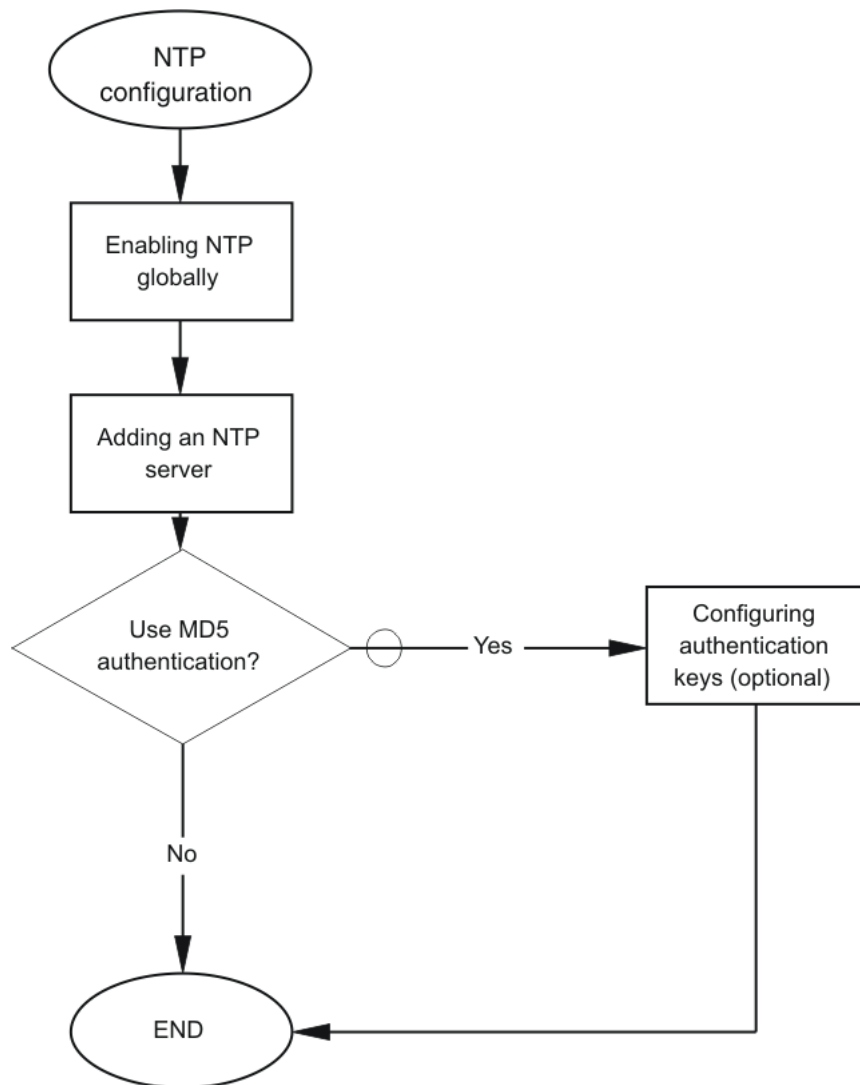 NTP
configuration
Enabling NTP
globally
Adding an NTP
server
Use MD5
authentication?
Yes
Configuring
authentication
keys (optional)
No
END